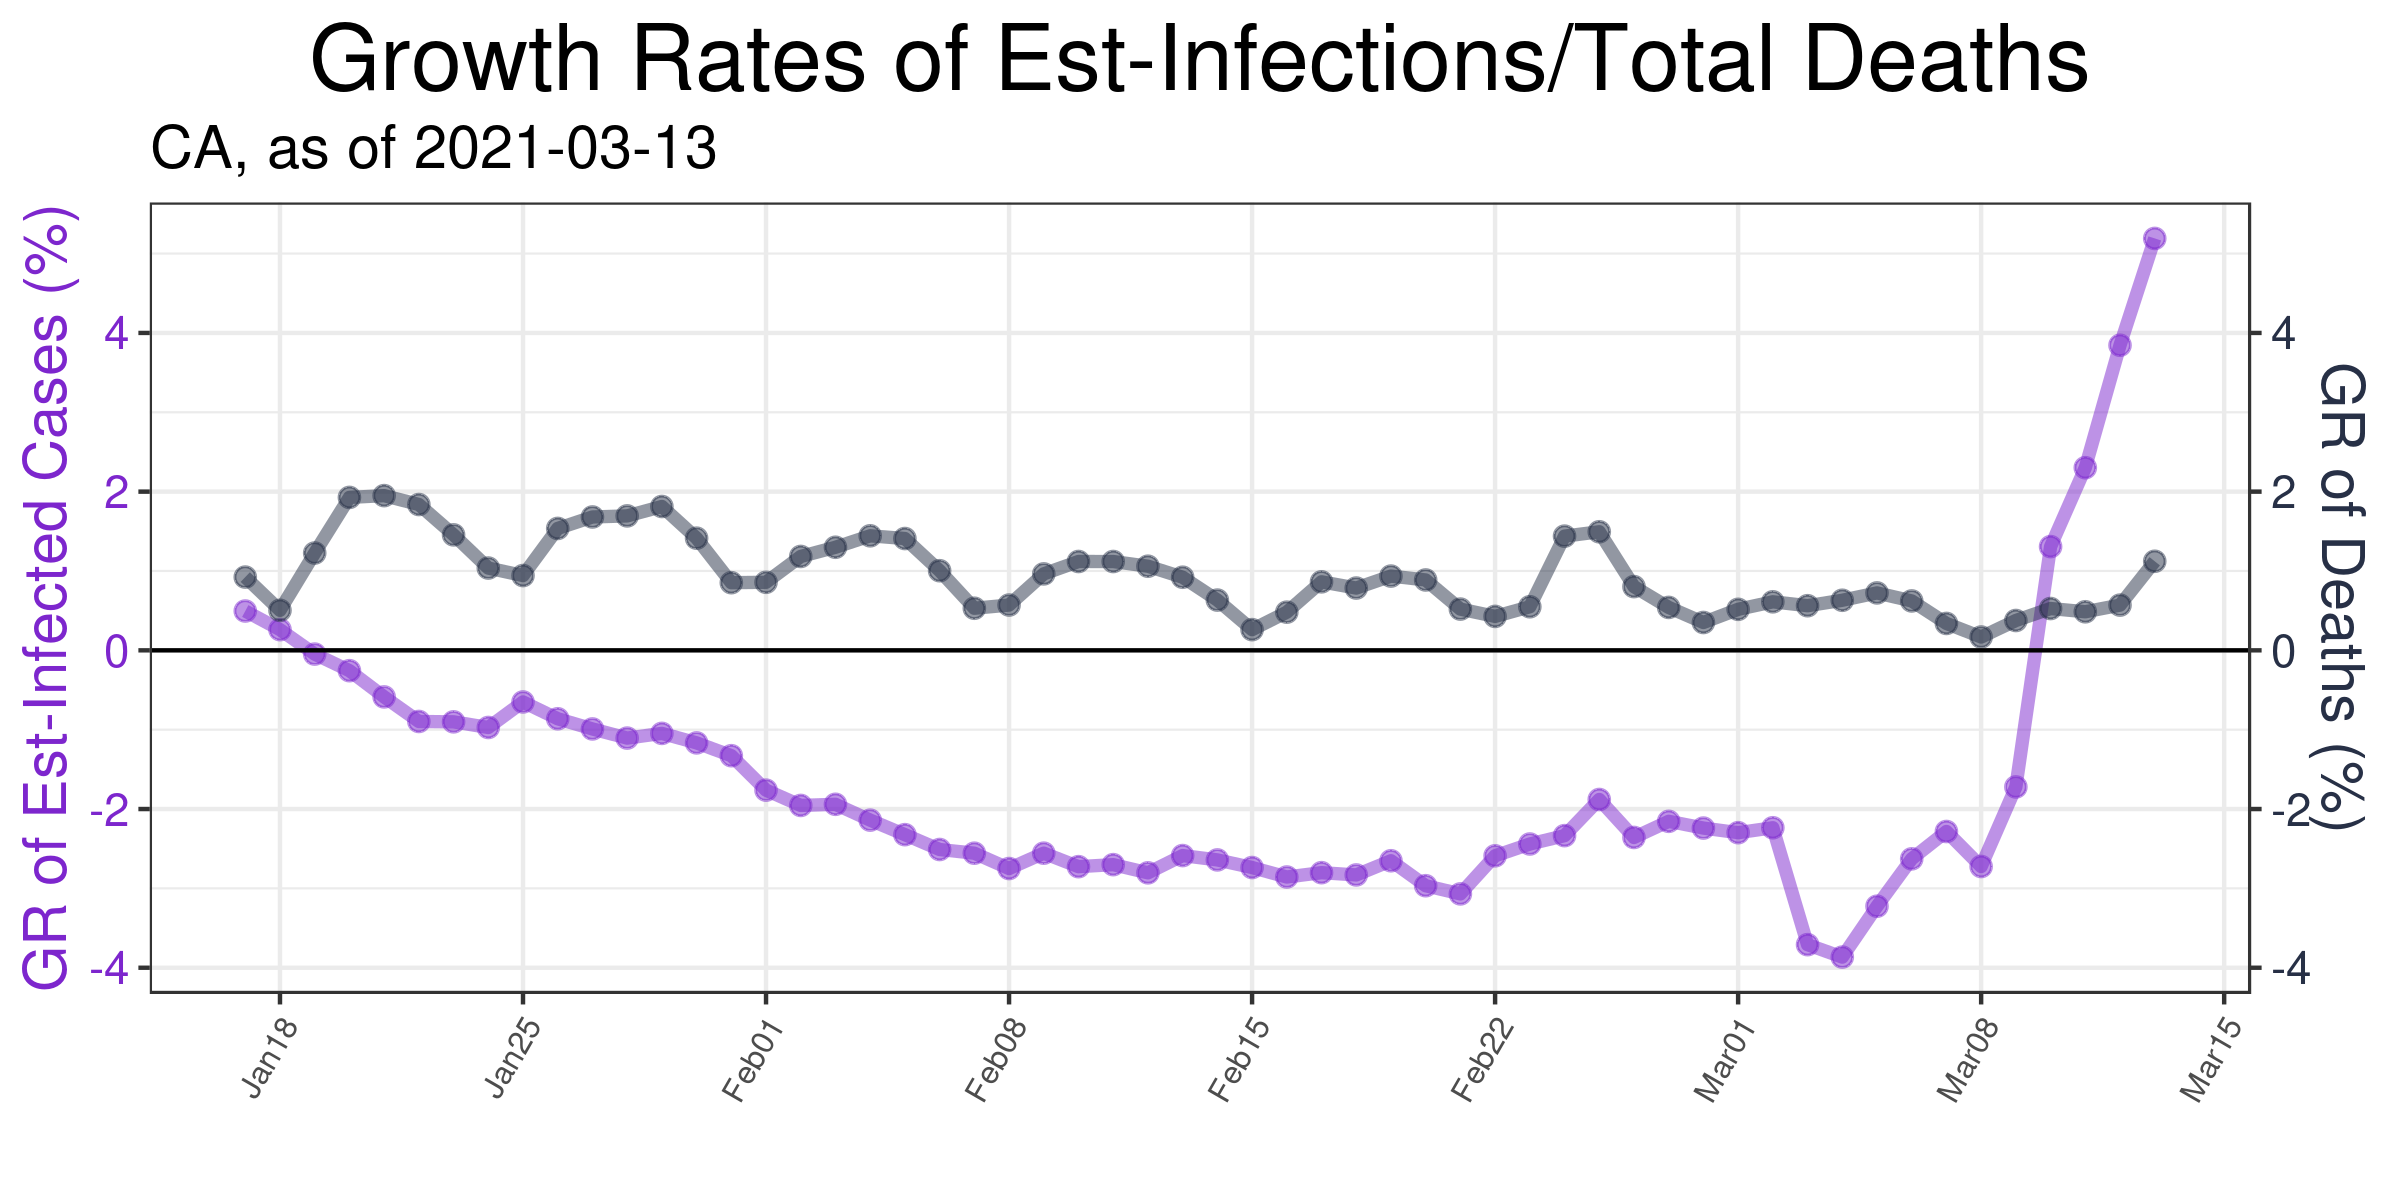 Growth Rates of Est-Infections/Total Deaths
CA, as of 2021-03-13
GR of Est-Infected Cases (%)
4
2
0
-2
-4
4
2
0
-2
-4
GR of Deaths (%)
Jan18
Jan25
Feb01
Feb08
Feb15
Feb22
Mar01
Mar08
Mar15